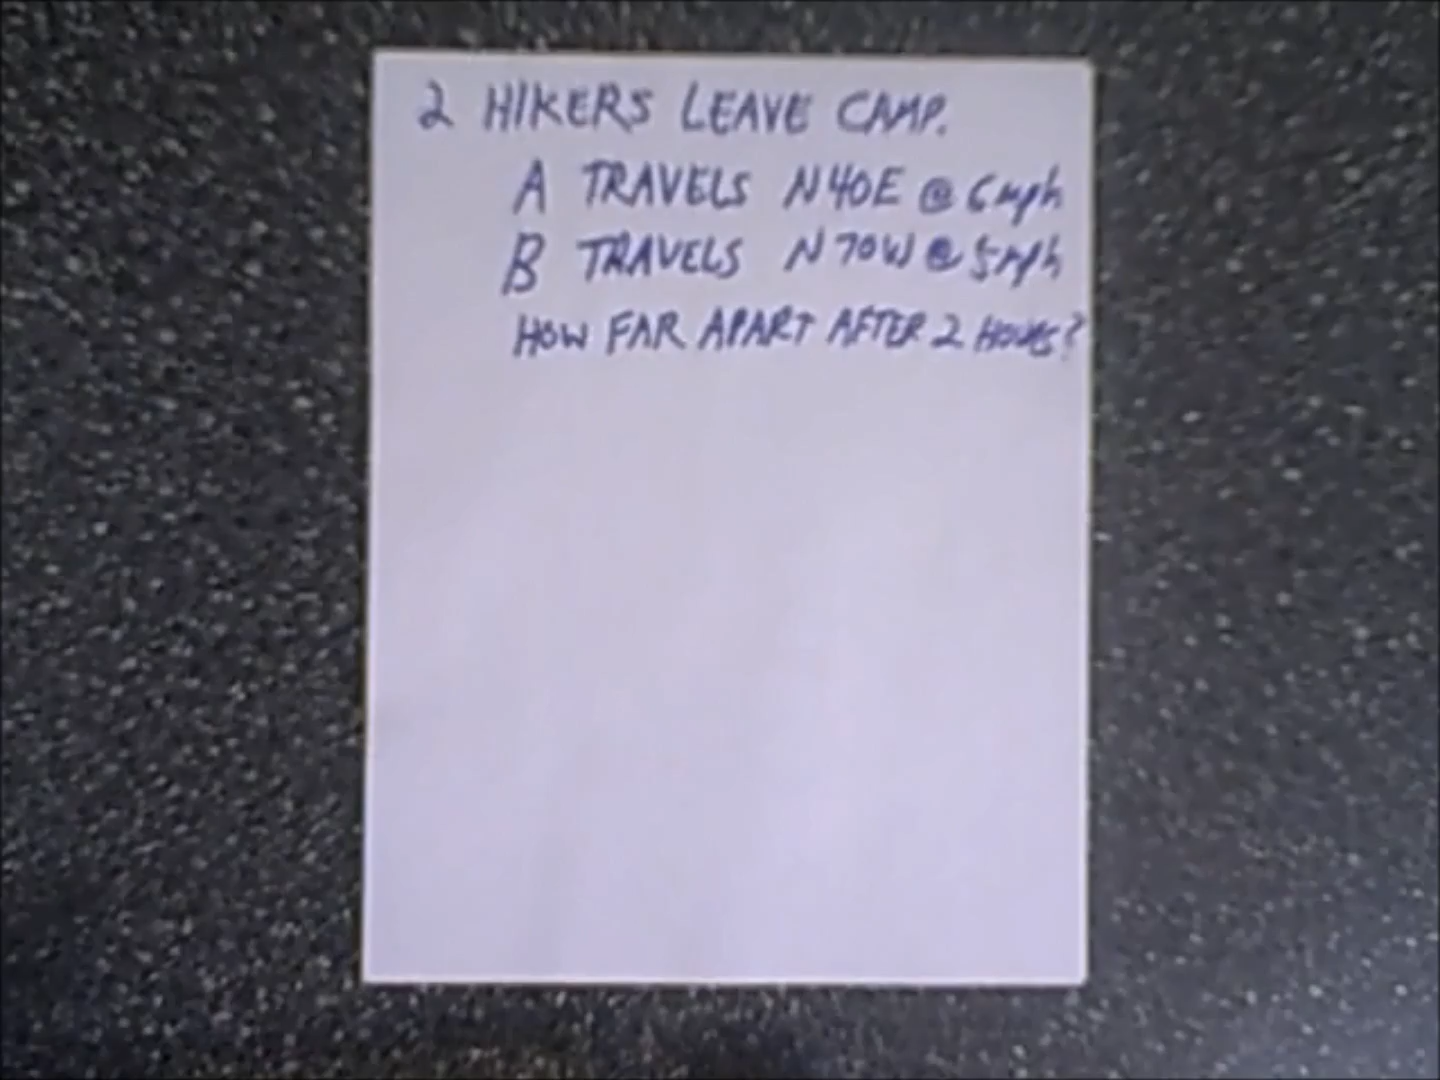 2 HIKERS LEAVE CAMP.
A TRAVELS N40E @ 6mph
B TRAVELS N70W @ 5mph
HOW FAR APART AFTER 2 HOURS?